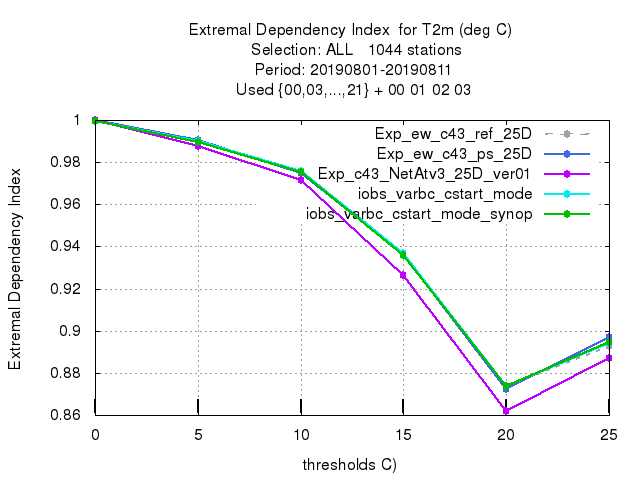 Extremal Dependency Index  for T2m (deg C)
Selection: ALL   1044 stations
Period: 20190801-20190811
Used {00,03,...,21} + 00 01 02 03
Extremal Dependency Index
1
0.98
0.96
0.94
0.92
0.9
0.88
0.86
Exp_ew_c43_ref_25D
Exp_ew_c43_ps_25D
Exp_c43_NetAtv3_25D_ver01
iobs_varbc_cstart_mode
iobs_varbc_cstart_mode_synop
0 5 10 15 20 25
thresholds C)